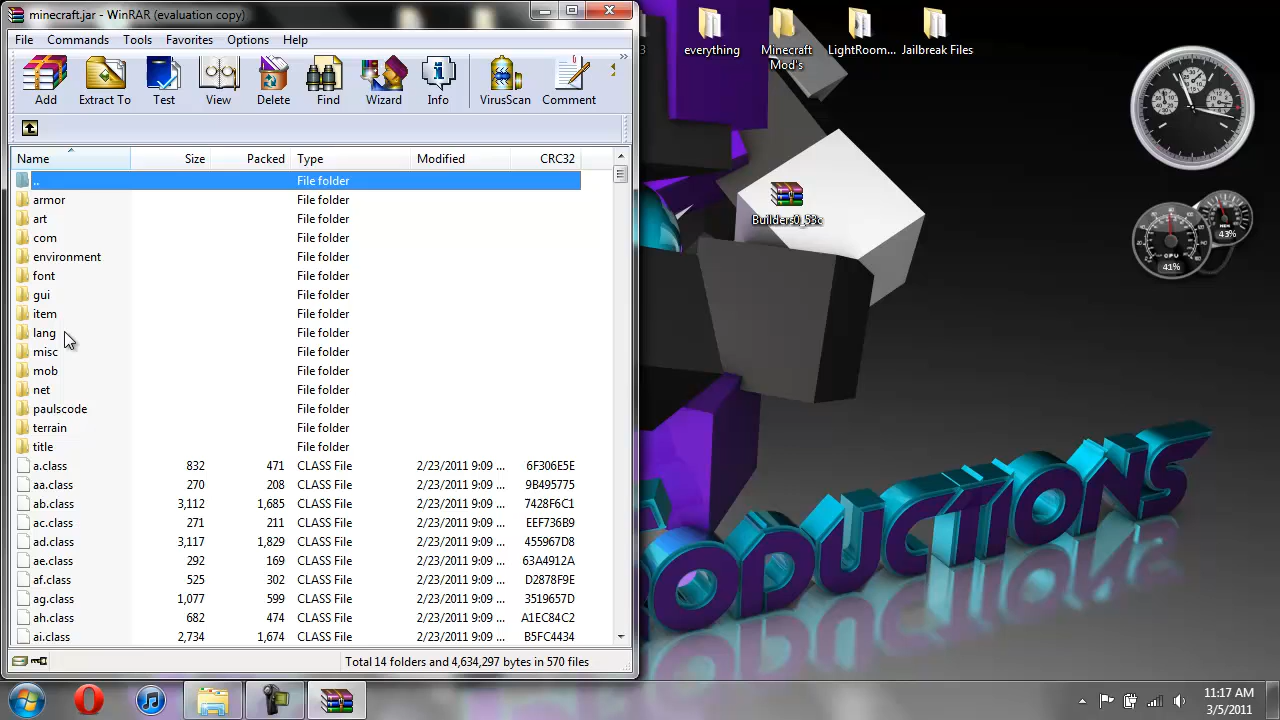 minecraft.jar - WinRAR (evaluation copy)
File Commands Tools Favorites Options Help
Add Extract To Test View Delete Find Wizard Info VirusScan Comment
Name Size Packed Type Modified CRC32
.. File folder
armor File folder
art File folder
com File folder
environment File folder
font File folder
gui File folder
item File folder
lang File folder
misc File folder
mob File folder
net File folder
paulscode File folder
terrain File folder
title File folder
a.class 832 471 CLASS File 2/23/2011 9:09 ... 6F306E5E
aa.class 270 208 CLASS File 2/23/2011 9:09 ... 9B495775
ab.class 3,112 1,685 CLASS File 2/23/2011 9:09 ... 7428F6C1
ac.class 271 211 CLASS File 2/23/2011 9:09 ... EEF736B9
ad.class 3,117 1,829 CLASS File 2/23/2011 9:09 ... 455967D8
ae.class 292 169 CLASS File 2/23/2011 9:09 ... 63A4912A
af.class 525 302 CLASS File 2/23/2011 9:09 ... D2878F9E
ag.class 1,077 599 CLASS File 2/23/2011 9:09 ... 3519657D
ah.class 682 474 CLASS File 2/23/2011 9:09 ... A1EC84C2
ai.class 2,734 1,674 CLASS File 2/23/2011 9:09 ... B5FC4434
Total 14 folders and 4,634,297 bytes in 570 files
3 everything Minecraft Mod's LightRoom... Jailbreak Files
Builders0_53c
43%
CPU
41%
ODUCTIONS
11:17 AM
3/5/2011